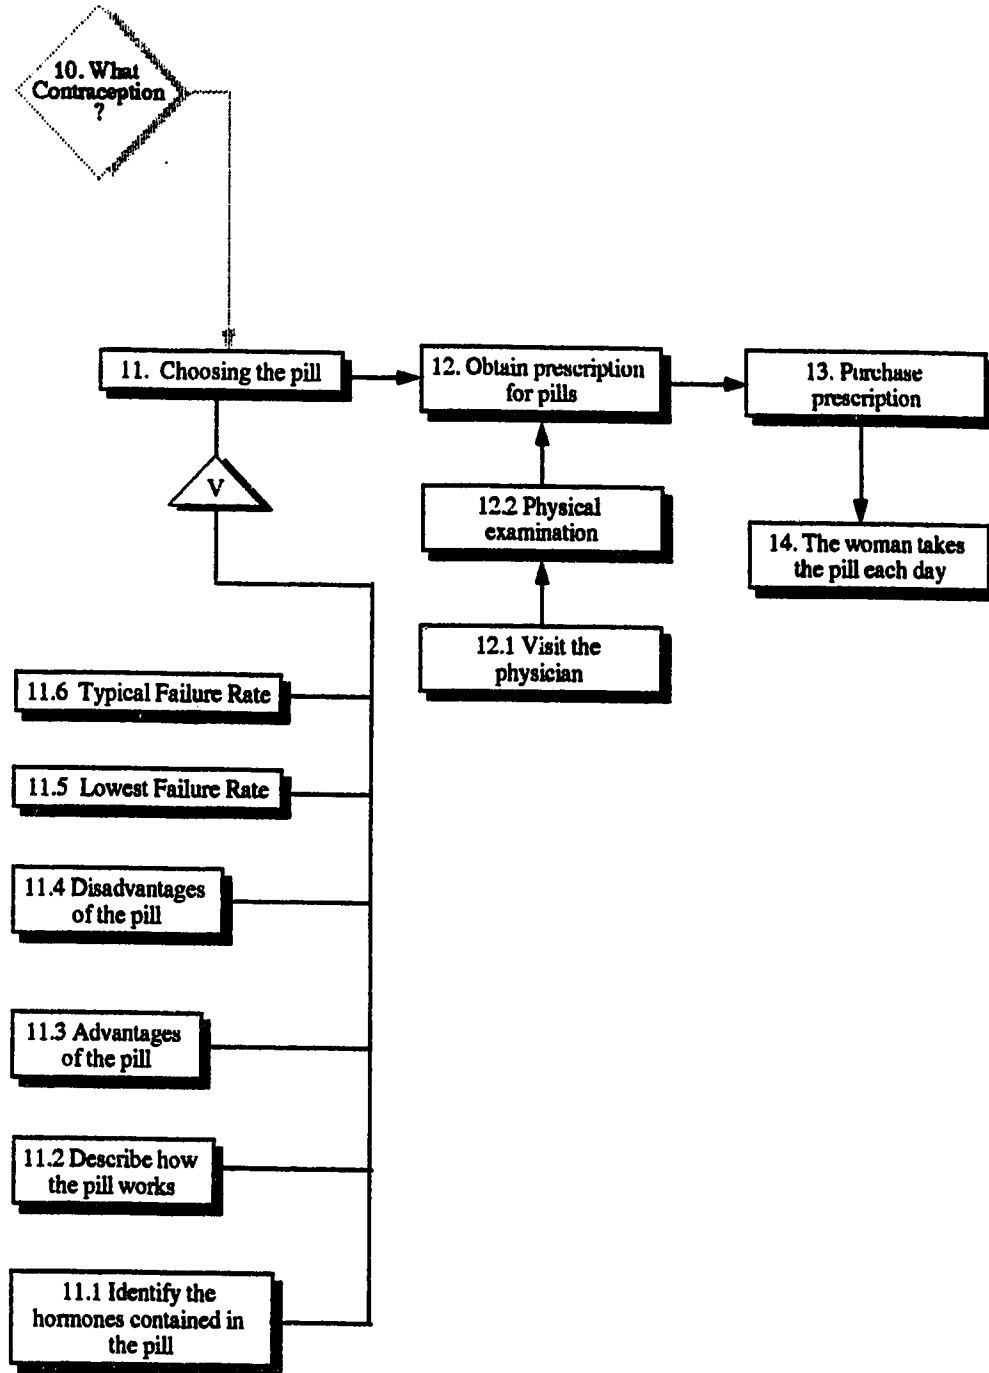 10. What
Contraception
?
11. Choosing the pill
12. Obtain prescription
for pills
13. Purchase
prescription
V
12.2 Physical
examination
14. The woman takes
the pill each day
12.1 Visit the
physician
11.6 Typical Failure Rate
11.5 Lowest Failure Rate
11.4 Disadvantages
of the pill
11.3 Advantages
of the pill
11.2 Describe how
the pill works
11.1 Identify the
hormones contained in
the pill